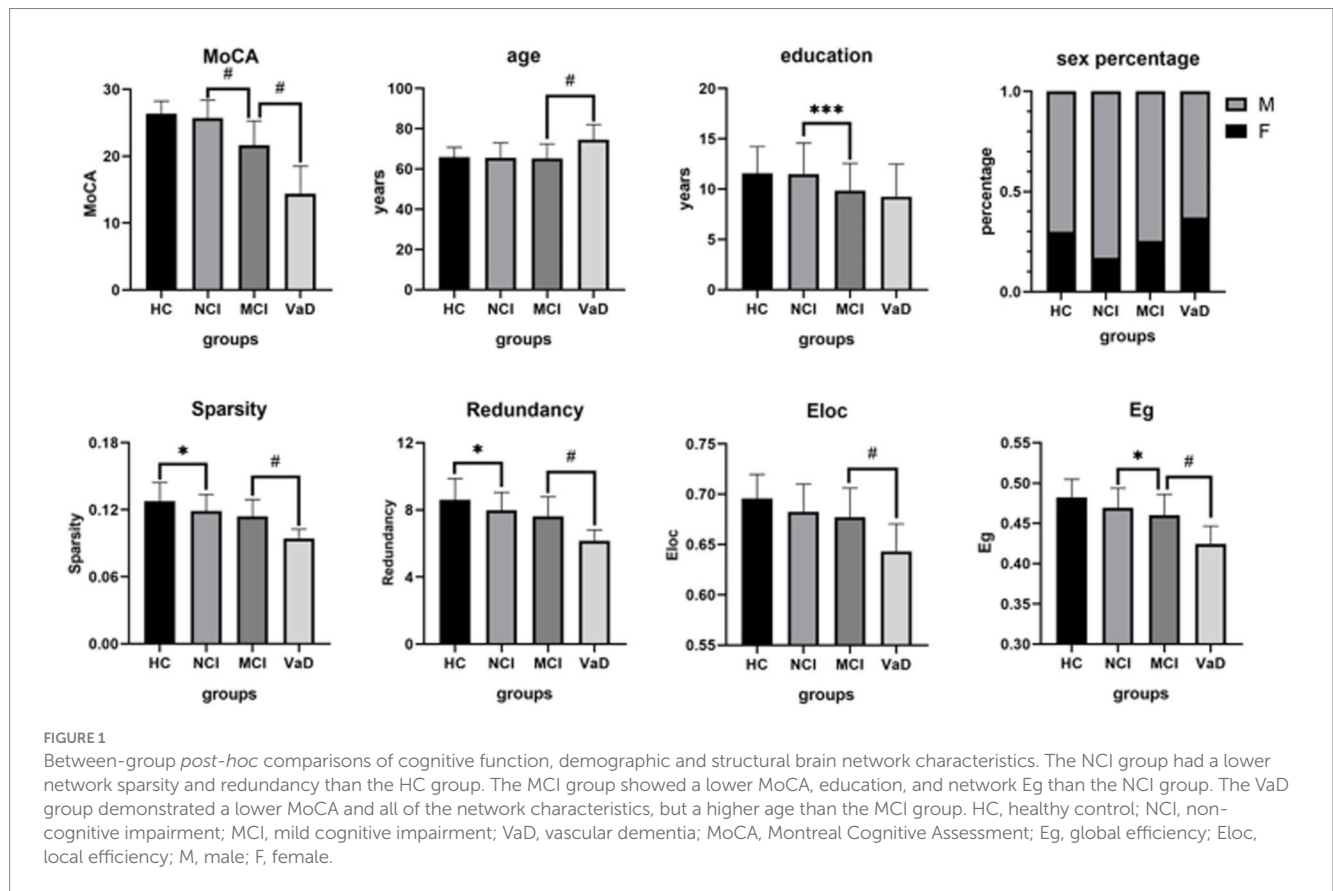 MoCA
#
#
30
20
10
0
MoCA
HC NCI MCI VaD
groups
age
#
100
80
60
40
20
0
years
HC NCI MCI VaD
groups
education
***
20
15
10
5
0
years
HC NCI MCI VaD
groups
sex percentage
M
F
1.0
0.5
0.0
percentage
HC NCI MCI VaD
groups
Sparsity
*
#
0.18
0.12
0.06
0.00
Sparsity
HC NCI MCI VaD
groups
Redundancy
*
#
12
8
4
0
Redundancy
HC NCI MCI VaD
groups
Eloc
#
0.75
0.70
0.65
0.60
0.55
Eloc
HC NCI MCI VaD
groups
Eg
*
#
0.55
0.50
0.45
0.40
0.35
0.30
Eg
HC NCI MCI VaD
groups
FIGURE 1
Between-group post-hoc comparisons of cognitive function, demographic and structural brain network characteristics. The NCI group had a lower
network sparsity and redundancy than the HC group. The MCI group showed a lower MoCA, education, and network Eg than the NCI group. The VaD
group demonstrated a lower MoCA and all of the network characteristics, but a higher age than the MCI group. HC, healthy control; NCI, non-
cognitive impairment; MCI, mild cognitive impairment; VaD, vascular dementia; MoCA, Montreal Cognitive Assessment; Eg, global efficiency; Eloc,
local efficiency; M, male; F, female.